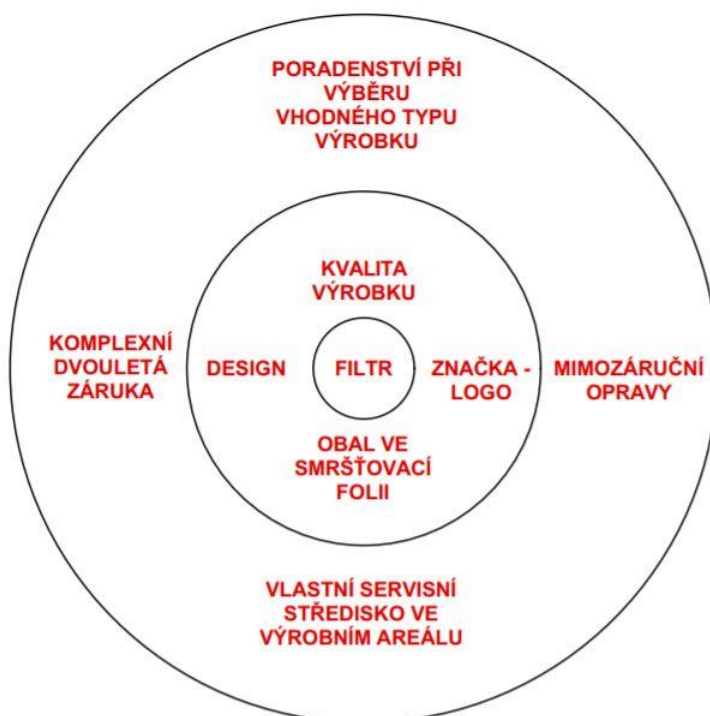 PORADENSTVÍ PŘI
VÝBĚRU
VHODNÉHO TYPU
VÝROBKU
KVALITA
VÝROBKU
KOMPLEXNÍ
DVOULETÁ
ZÁRUKA
DESIGN
FILTR
ZNAČKA -
LOGO
MIMOZÁRUČNÍ
OPRAVY
OBAL VE
SMRŠŤOVACÍ
FOLII
VLASTNÍ SERVISNÍ
STŘEDISKO VE
VÝROBNÍM AREÁLU